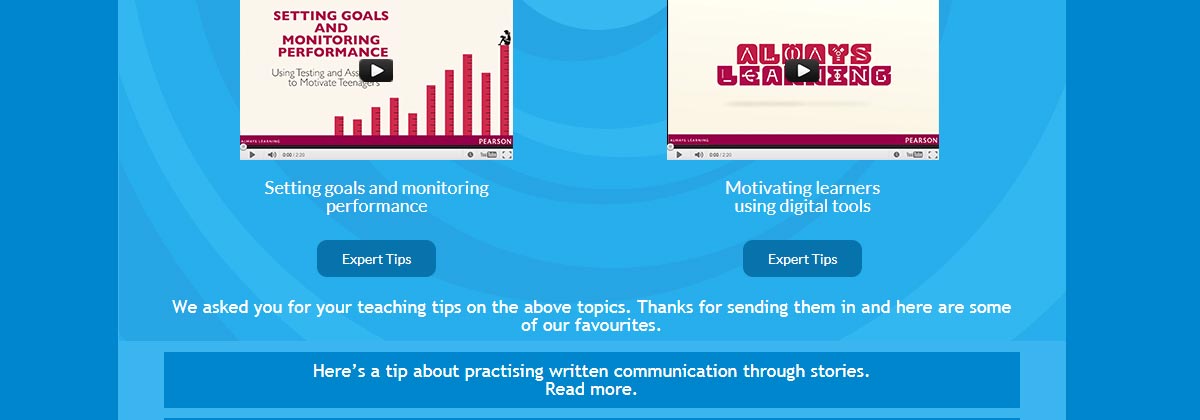 SETTING GOALS
AND
MONITORING
PERFORMANCE
Using Testing and Ass
to Motivate Teenagers
ALWAYS LEARNING
PEARSON
0:00 / 2:20
YouTube
ALWAYS
LEARNING
ALWAYS LEARNING
PEARSON
0:00 / 2:20
YouTube
Setting goals and monitoring
performance
Motivating learners
using digital tools
Expert Tips
Expert Tips
We asked you for your teaching tips on the above topics. Thanks for sending them in and here are some
of our favourites.
Here's a tip about practising written communication through stories.
Read more.